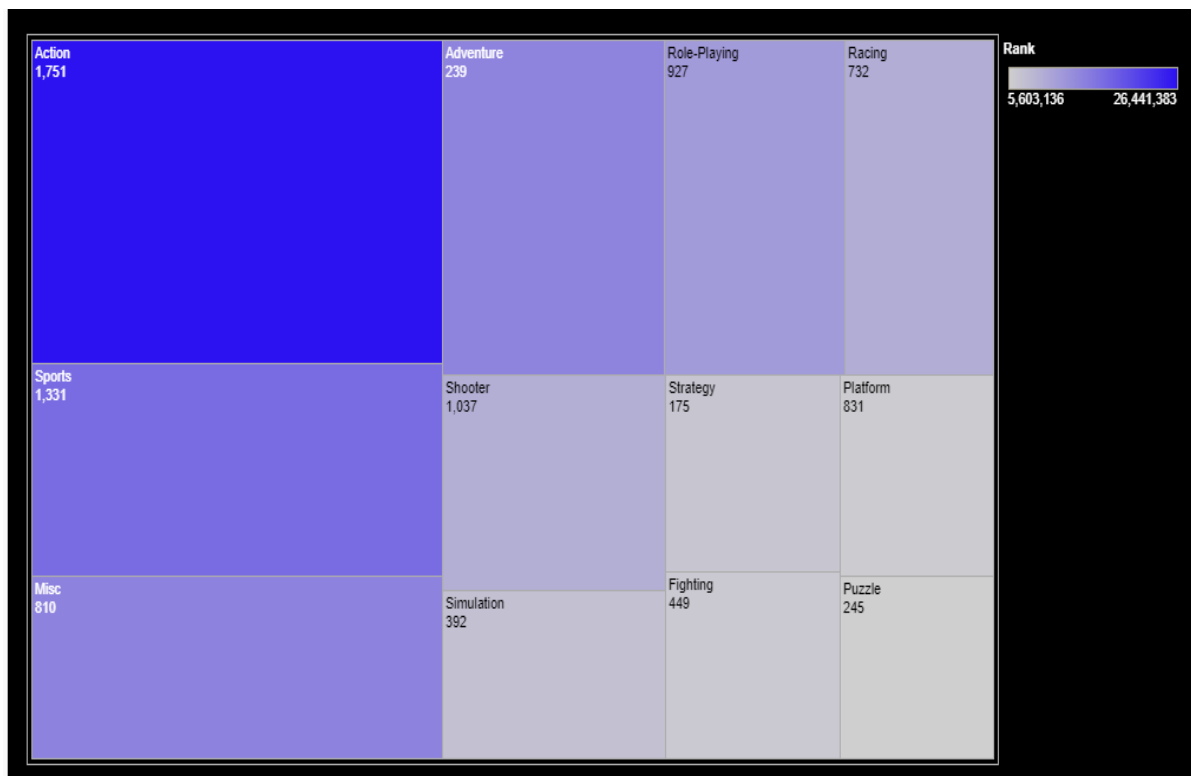 Action
1,751
Adventure
239
Role-Playing
927
Racing
732
Sports
1,331
Shooter
1,037
Strategy
175
Platform
831
Misc
810
Simulation
392
Fighting
449
Puzzle
245
Rank
5,603,136 26,441,383